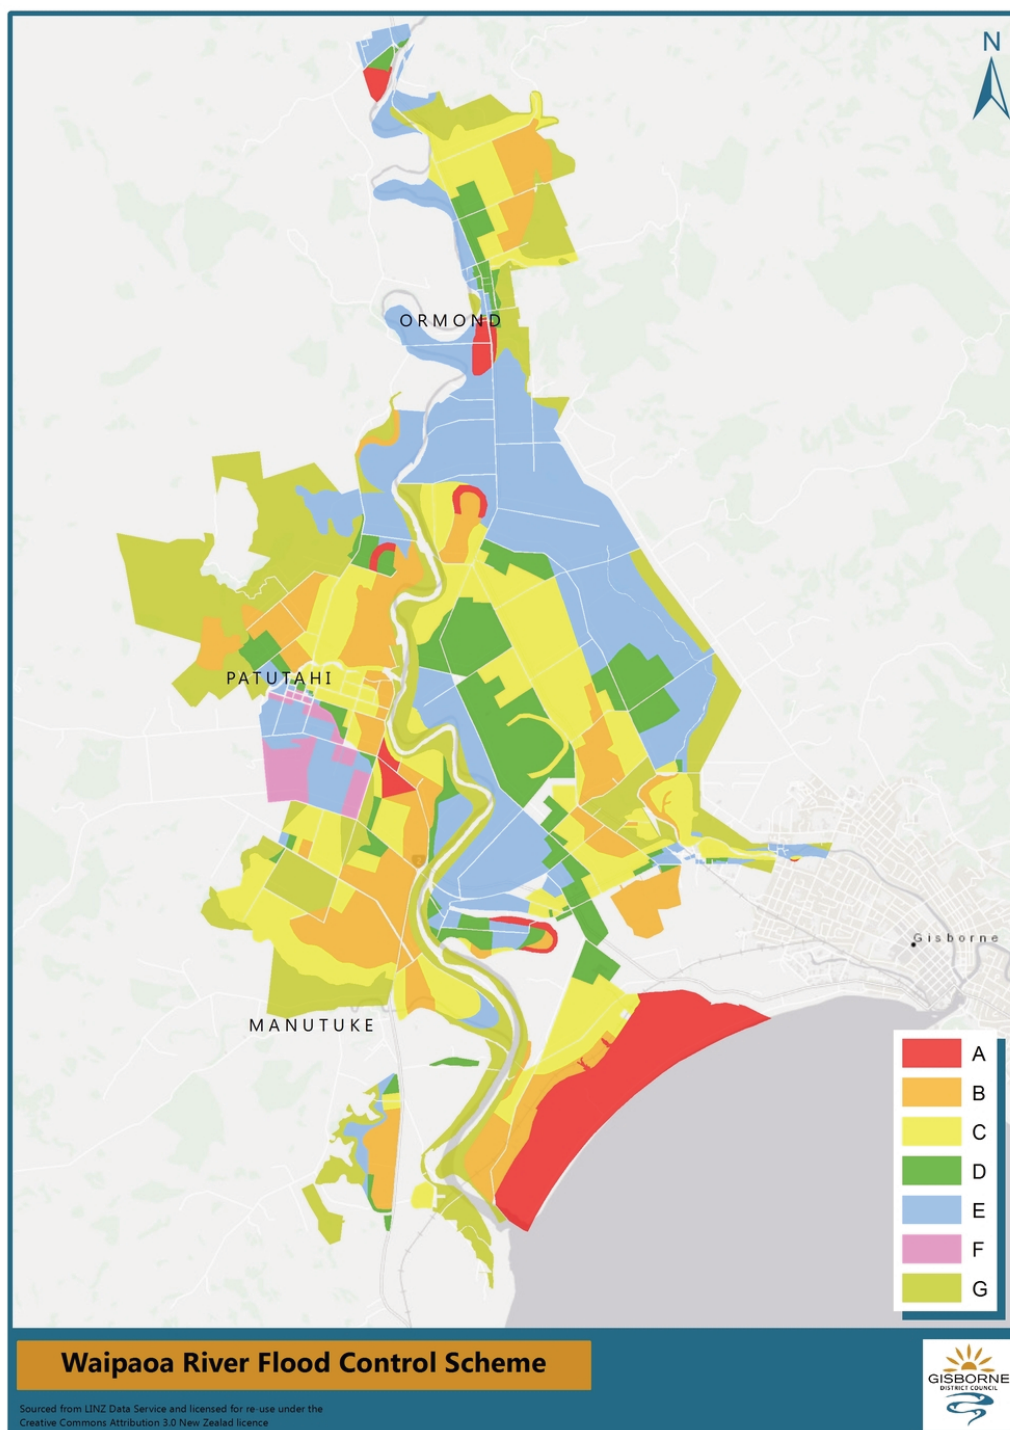 N
ORMOND
PATUTAHI
Gisborne
MANUTUKE
A
B
C
D
E
F
G
Waipaoa River Flood Control Scheme
Sourced from LINZ Data Service and licensed for re-use under the
Creative Commons Attribution 3.0 New Zealad licence
GISBORNE
DISTRICT COUNCIL